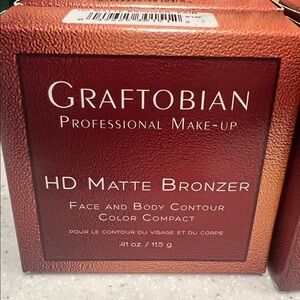 GRAFTOBIAN
PROFESSIONAL MAKE-UP
HD MATTE BRONZER
FACE AND BODY CONTOUR
COLOR COMPACT
POUR LE CONTOUR DU VISAGE ET DU CORPS
.41 oz. / 11.5 g